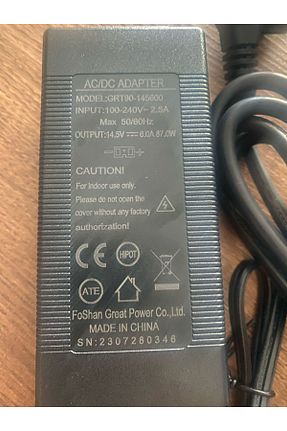 AC/DC ADAPTER
MODEL:GRT90-145600
INPUT:100-240V~2.5A
Max 50/60Hz
OUTPUT:14.5V⎓6.0A 87.0W
CAUTION!
For indoor use only.
Please do not open the
cover without any factory
authorization!
CE HIPOT
ATE
FoShan Great Power Co.,Ltd.
MADE IN CHINA
SN:2307280346